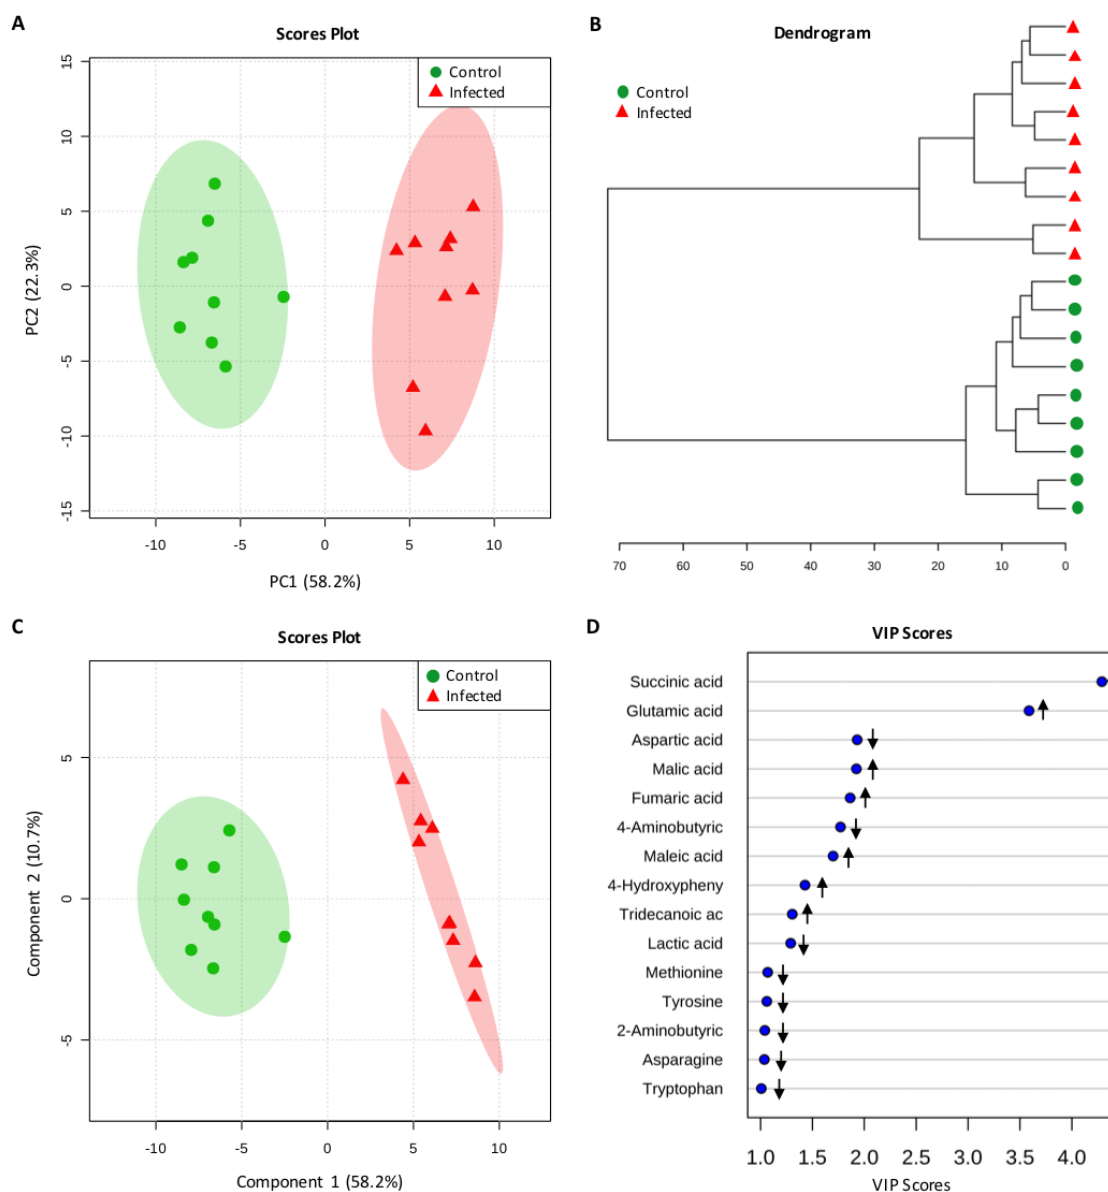 A
Scores Plot
Control
Infected
15
10
5
0
-5
-10
-15
PC2 (22.3%)
-10
-5
0
5
10
PC1 (58.2%)
B
Dendrogram
Control
Infected
70
60
50
40
30
20
10
0
C
Scores Plot
Control
Infected
5
0
-5
Component 2 (10.7%)
-10
-5
0
5
10
Component 1 (58.2%)
D
VIP Scores
Succinic acid
Glutamic acid
Aspartic acid
Malic acid
Fumaric acid
4-Aminobutyric
Maleic acid
4-Hydroxypheny
Tridecanoic ac
Lactic acid
Methionine
Tyrosine
2-Aminobutyric
Asparagine
Tryptophan
1.0
1.5
2.0
2.5
3.0
3.5
4.0
VIP Scores